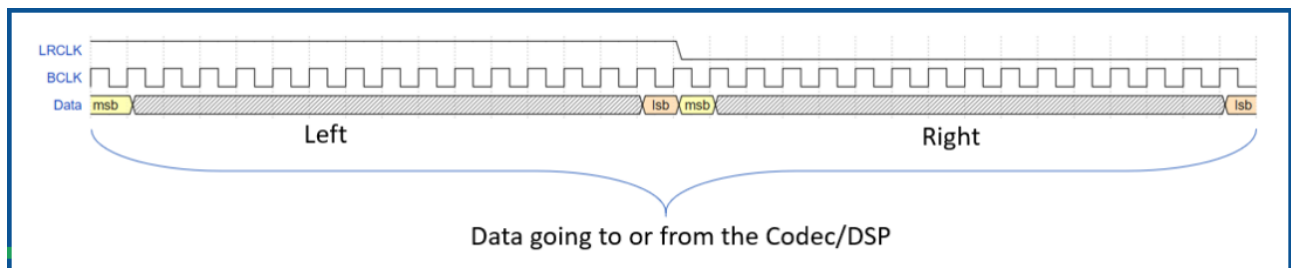 LRCLK
BCLK
Data msb lsb msb lsb
Left Right
Data going to or from the Codec/DSP